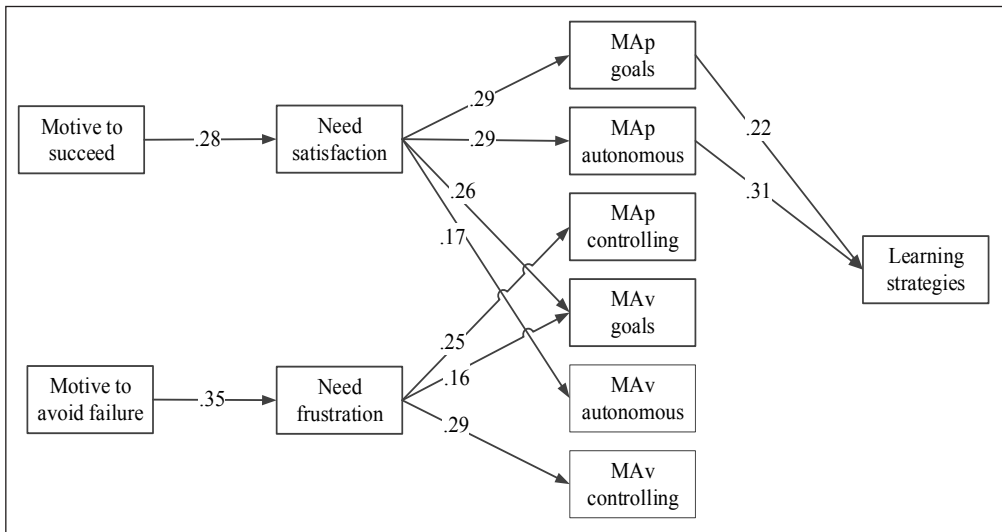 MAp
goals
.29
.22
Motive to
succeed
.28
Need
satisfaction
.29
MAp
autonomous
.31
.26
.17
MAp
controlling
Learning
strategies
MAv
goals
.25
.16
Motive to
avoid failure
.35
Need
frustration
MAv
autonomous
.29
MAv
controlling